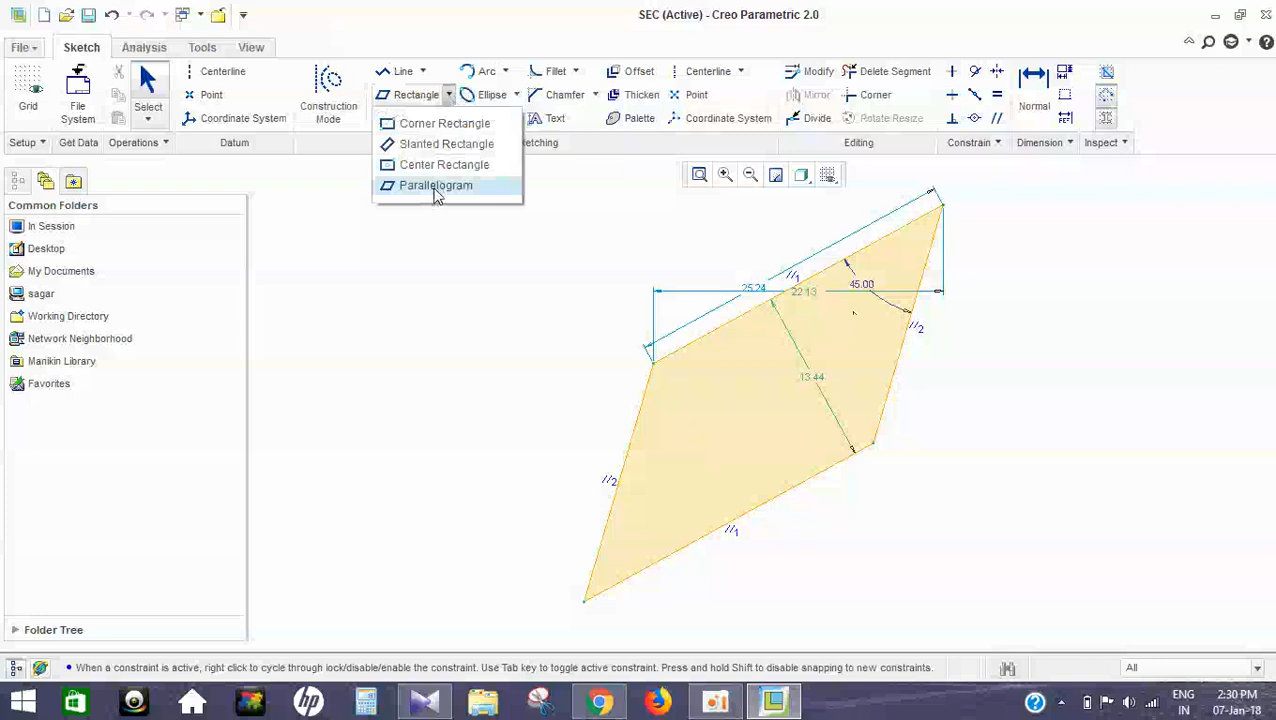 SEC (Active) - Creo Parametric 2.0
File Sketch Analysis Tools View
Grid
File System
Select
Centerline
Point
Coordinate System
Construction Mode
Line
Rectangle
Arc
Ellipse
Fillet
Chamfer
Text
Offset
Thicken
Palette
Centerline
Point
Coordinate System
Modify
Divide
Delete Segment
Corner
Rotate Resize
Normal
Setup Get Data Operations Datum tching Editing Constrain Dimension Inspect
Corner Rectangle
Slanted Rectangle
Center Rectangle
Parallelogram
Common Folders
In Session
Desktop
My Documents
sagar
Working Directory
Network Neighborhood
Manikin Library
Favorites
Folder Tree
//1
25.24
22.13
45.00
//2
13.44
//2
//1
When a constraint is active, right click to cycle through lock/disable/enable the constraint. Use Tab key to toggle active constraint. Press and hold Shift to disable snapping to new constraints.
All
hp
ENG
IN
2:30 PM
07-Jan-18